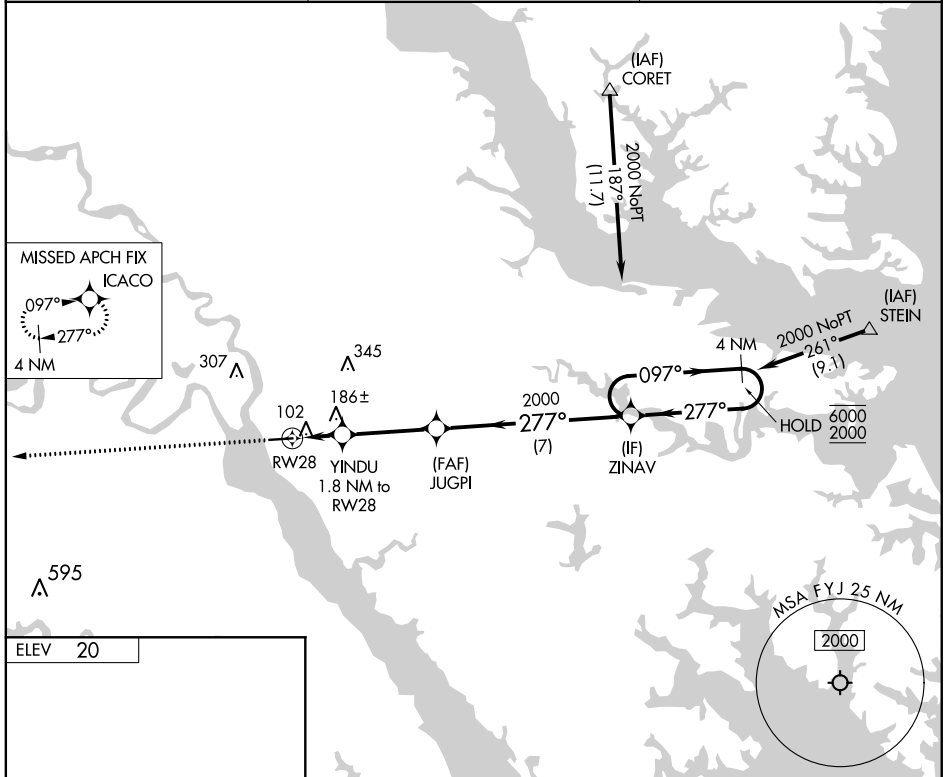 (IAF)
CORET
2000 NoPT
187°
(11.7)
MISSED APCH FIX
ICACO
097°
277°
4 NM
(IAF)
STEIN
2000 NoPT
261°
(9.1)
4 NM
307
345
097°
186±
2000
102
277°
277°
HOLD
6000
2000
(7)
RW28
YINDU
1.8 NM to
RW28
(FAF)
JUGPI
(IF)
ZINAV
595
MSA FYJ 25 NM
2000
ELEV 20